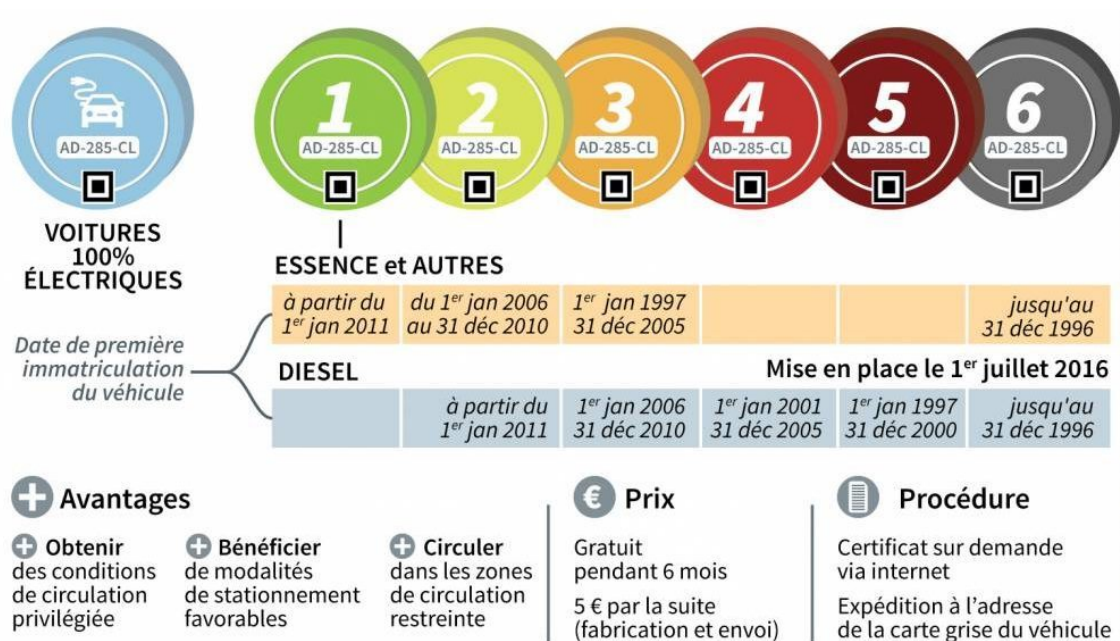 1 2 3 4 5 6
AD-285-CL AD-285-CL AD-285-CL AD-285-CL AD-285-CL AD-285-CL AD-285-CL
VOITURES
100%
ÉLECTRIQUES
ESSENCE et AUTRES
à partir du
1er jan 2011
du 1er jan 2006
au 31 déc 2010
1er jan 1997
31 déc 2005
jusqu'au
31 déc 1996
Date de première
immatriculation
du véhicule
DIESEL
Mise en place le 1er juillet 2016
à partir du
1er jan 2011
1er jan 2006
31 déc 2010
1er jan 2001
31 déc 2005
1er jan 1997
31 déc 2000
jusqu'au
31 déc 1996
+ Avantages
+ Obtenir
des conditions
de circulation
privilégiée
+ Bénéficier
de modalités
de stationnement
favorables
+ Circuler
dans les zones
de circulation
restreinte
€ Prix
Gratuit
pendant 6 mois
5 € par la suite
(fabrication et envoi)
Procédure
Certificat sur demande
via internet
Expédition à l'adresse
de la carte grise du véhicule